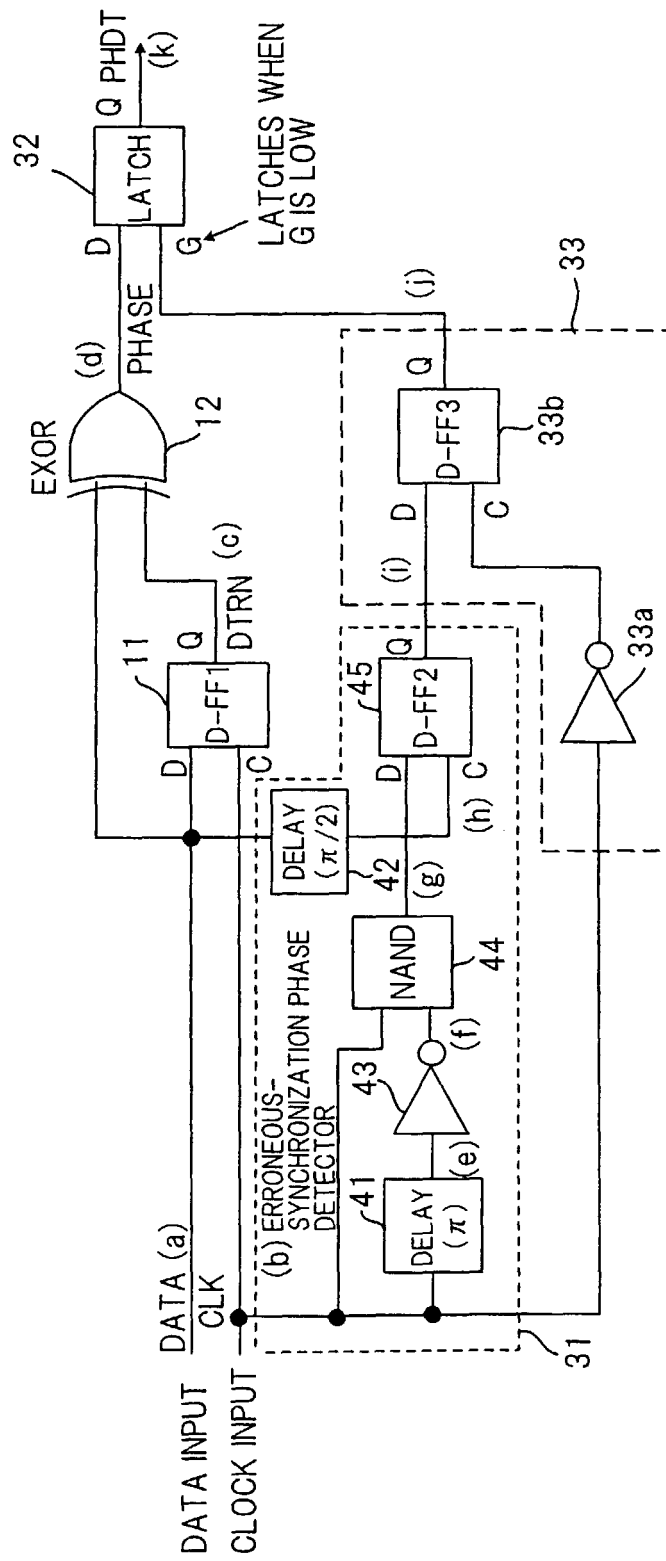 DATA INPUT
DATA (a)
CLOCK INPUT
CLK
(b)
ERRONEOUS-
SYNCHRONIZATION PHASE
DETECTOR
EXOR
12
(d)
PHASE
32
D
G
LATCH
Q PHDT
(k)
LATCHES WHEN
G IS LOW
11
D
C
D-FF1
Q
DTRN
(c)
DELAY
(π/2)
42
41
DELAY
(π)
(e)
43
(f)
NAND
44
(g)
(h)
45
D
C
D-FF2
Q
(i)
D
C
D-FF3
Q
(j)
33b
33
33a
31